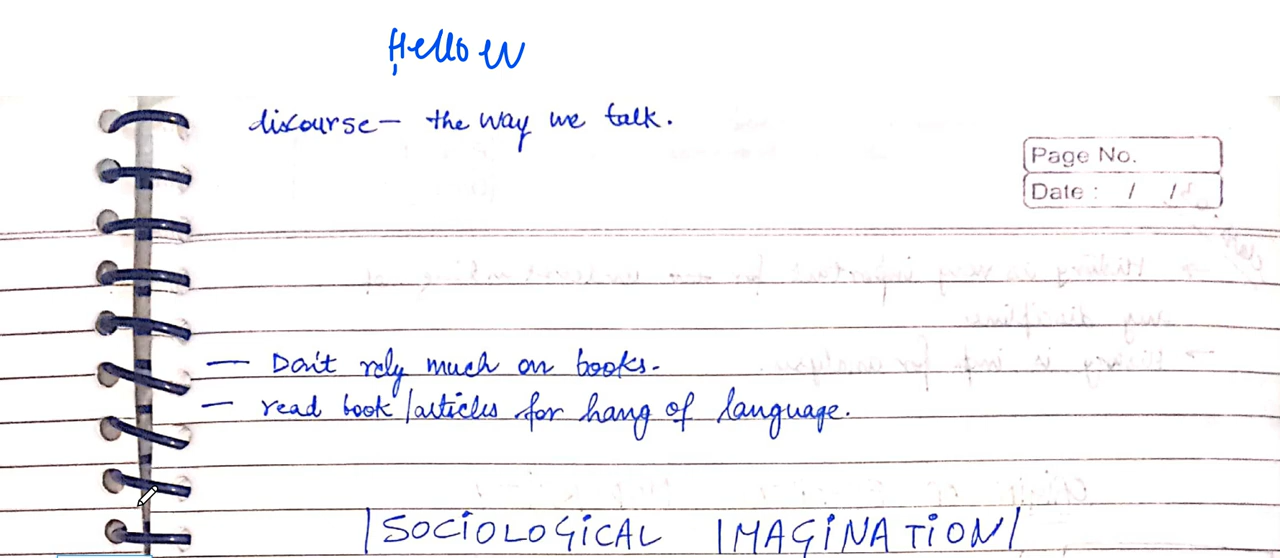 Hello W
discourse — the way we talk.
Page No.
Date : / /
— Don't rely much on books.
— read book/articles for hang of language.
|SOCIOLOGICAL IMAGINATION|